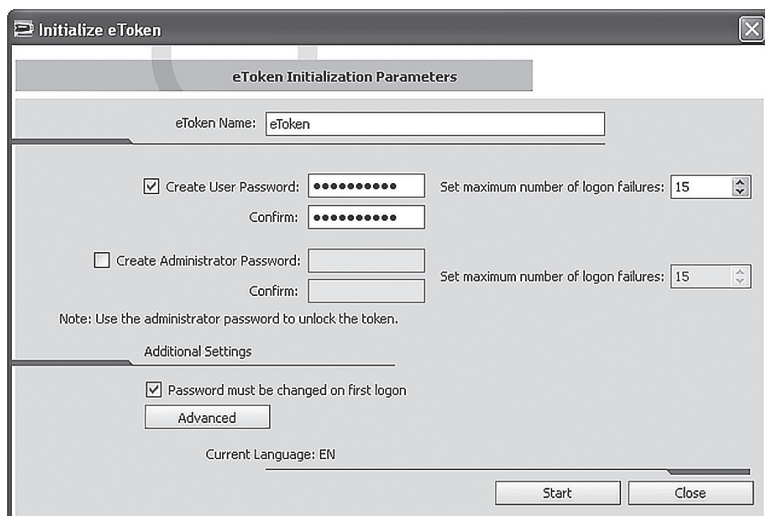 Initialize eToken
eToken Initialization Parameters
eToken Name: eToken
Create User Password: ●●●●●●●●●● Set maximum number of logon failures: 15
Confirm: ●●●●●●●●●●
Create Administrator Password:
Set maximum number of logon failures: 15
Confirm:
Note: Use the administrator password to unlock the token.
Additional Settings
Password must be changed on first logon
Advanced
Current Language: EN
Start Close